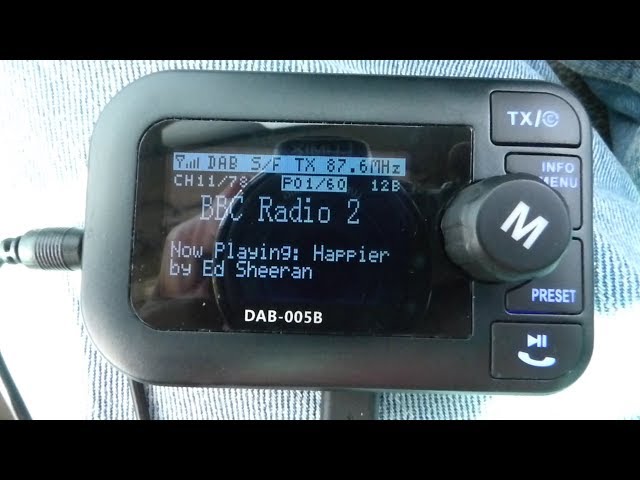 DAB S/F TX 87.6MHz
CH11/78 P01/60 12B
BBC Radio 2
Now Playing: Happier
by Ed Sheeran
DAB-005B
TX/C
INFO
MENU
M
PRESET
LUMIX